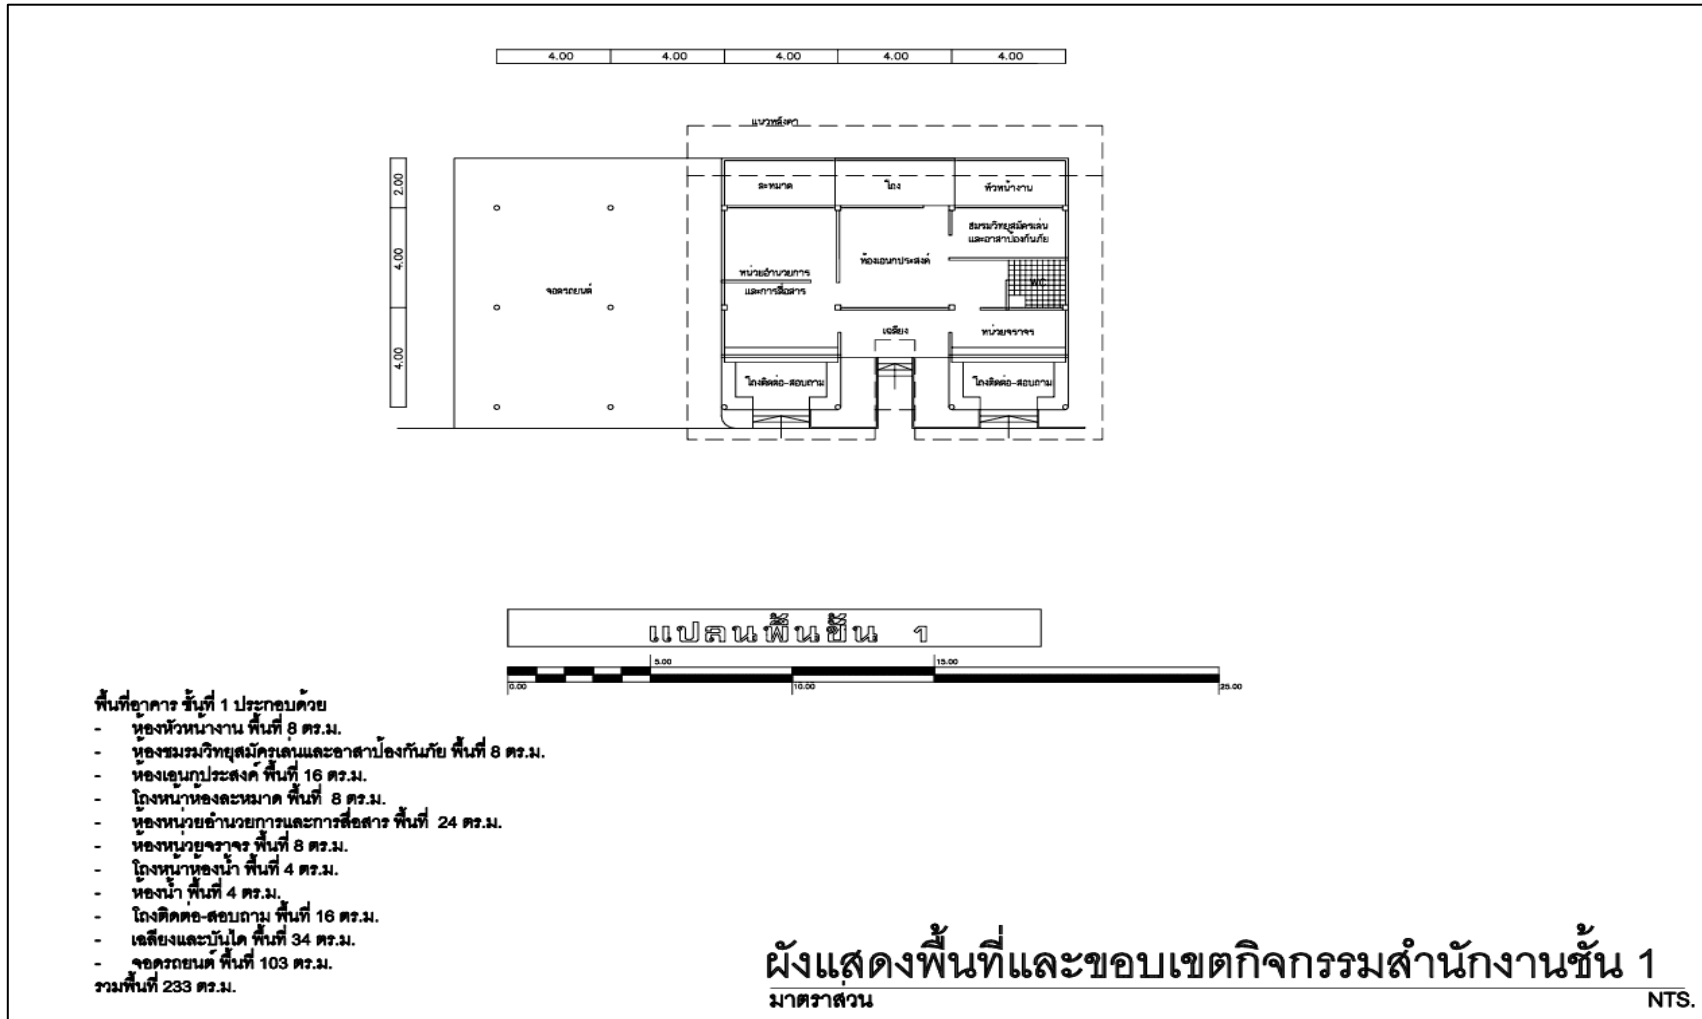 4.00 4.00 4.00 4.00 4.00
แนวหลังคา
2.00
4.00
4.00
ละหมาด โถง หัวหน้างาน
ชมรมวิทยุสมัครเล่น
และอาสาป้องกันภัย
ห้องเอนกประสงค์
หน่วยอำนวยการ
และการสื่อสาร
WC.
จอดรถยนต์
เฉลียง หน่วยจราจร
โถงติดต่อ-สอบถาม โถงติดต่อ-สอบถาม
แปลนพื้นชั้น 1
5.00 15.00
0.00 10.00 25.00
พื้นที่อาคาร ชั้นที่ 1 ประกอบด้วย
- ห้องหัวหน้างาน พื้นที่ 8 ตร.ม.
- ห้องชมรมวิทยุสมัครเล่นและอาสาป้องกันภัย พื้นที่ 8 ตร.ม.
- ห้องเอนกประสงค์ พื้นที่ 16 ตร.ม.
- โถงหน้าห้องละหมาด พื้นที่ 8 ตร.ม.
- ห้องหน่วยอำนวยการและการสื่อสาร พื้นที่ 24 ตร.ม.
- ห้องหน่วยจราจร พื้นที่ 8 ตร.ม.
- โถงหน้าห้องน้ำ พื้นที่ 4 ตร.ม.
- ห้องน้ำ พื้นที่ 4 ตร.ม.
- โถงติดต่อ-สอบถาม พื้นที่ 16 ตร.ม.
- เฉลียงและบันได พื้นที่ 34 ตร.ม.
- จอดรถยนต์ พื้นที่ 103 ตร.ม.
รวมพื้นที่ 233 ตร.ม.
ผังแสดงพื้นที่และขอบเขตกิจกรรมสำนักงานชั้น 1
มาตราส่วน NTS.